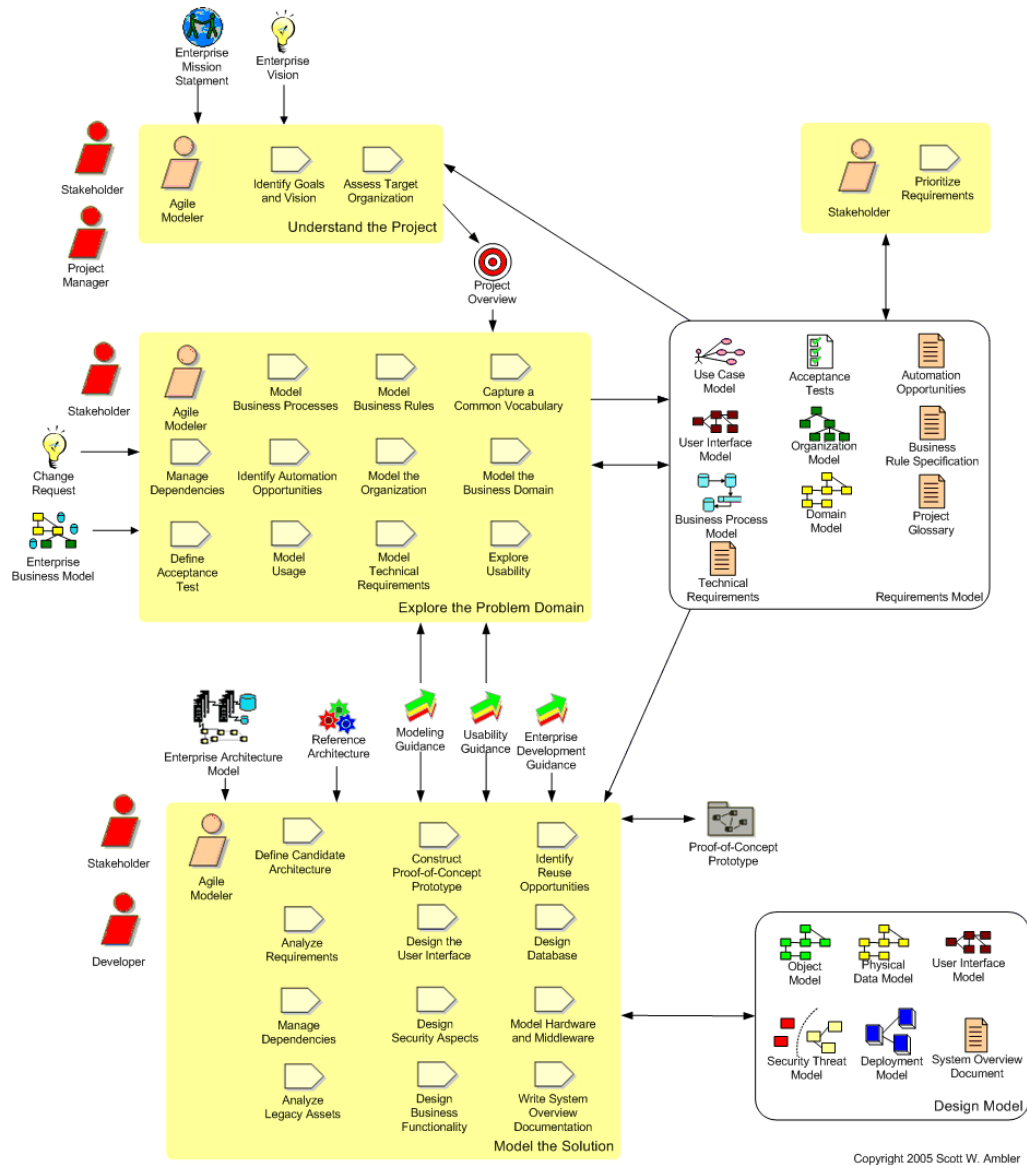 Enterprise
Mission
Statement
Enterprise
Vision
Stakeholder
Project
Manager
Agile
Modeler
Identify Goals
and Vision
Assess Target
Organization
Understand the Project
Stakeholder
Prioritize
Requirements
Project
Overview
Stakeholder
Change
Request
Enterprise
Business Model
Agile
Modeler
Model
Business Processes
Model
Business Rules
Capture a
Common Vocabulary
Manage
Dependencies
Identify Automation
Opportunities
Model the
Organization
Model the
Business Domain
Define
Acceptance
Test
Model
Usage
Model
Technical
Requirements
Explore
Usability
Explore the Problem Domain
Use Case
Model
Acceptance
Tests
Automation
Opportunities
User Interface
Model
Organization
Model
Business
Rule Specification
Business Process
Model
Domain
Model
Project
Glossary
Technical
Requirements
Requirements Model
Enterprise Architecture
Model
Reference
Architecture
Modeling
Guidance
Usability
Guidance
Enterprise
Development
Guidance
Stakeholder
Developer
Agile
Modeler
Define Candidate
Architecture
Construct
Proof-of-Concept
Prototype
Identify
Reuse
Opportunities
Analyze
Requirements
Design the
User Interface
Design
Database
Manage
Dependencies
Design
Security Aspects
Model Hardware
and Middleware
Analyze
Legacy Assets
Design
Business
Functionality
Write System
Overview
Documentation
Model the Solution
Proof-of-Concept
Prototype
Object
Model
Physical
Data Model
User Interface
Model
Security Threat
Model
Deployment
Model
System Overview
Document
Design Model
Copyright 2005 Scott W. Ambler